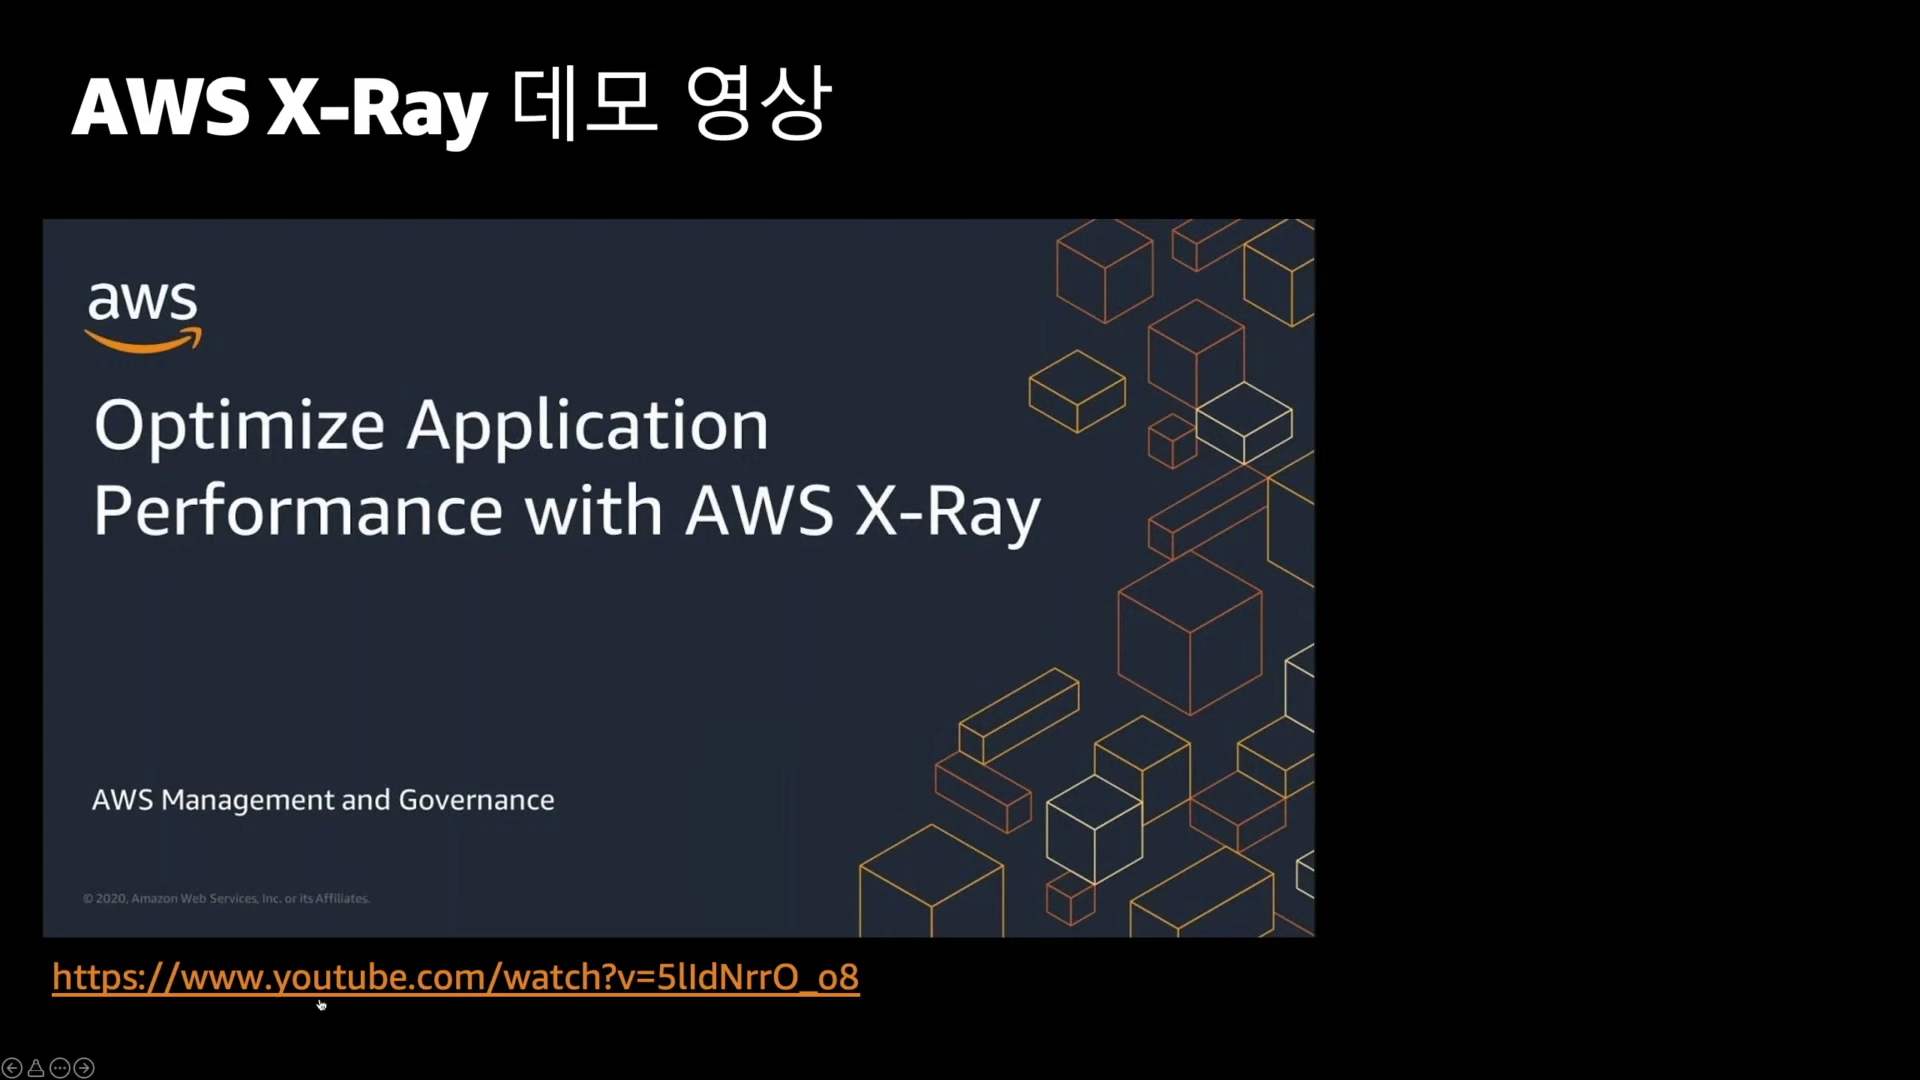 AWS X-Ray 데모 영상
aws
Optimize Application
Performance with AWS X-Ray
AWS Management and Governance
© 2020, Amazon Web Services, Inc. or its Affiliates.
https://www.youtube.com/watch?v=5lIdNrrO_o8